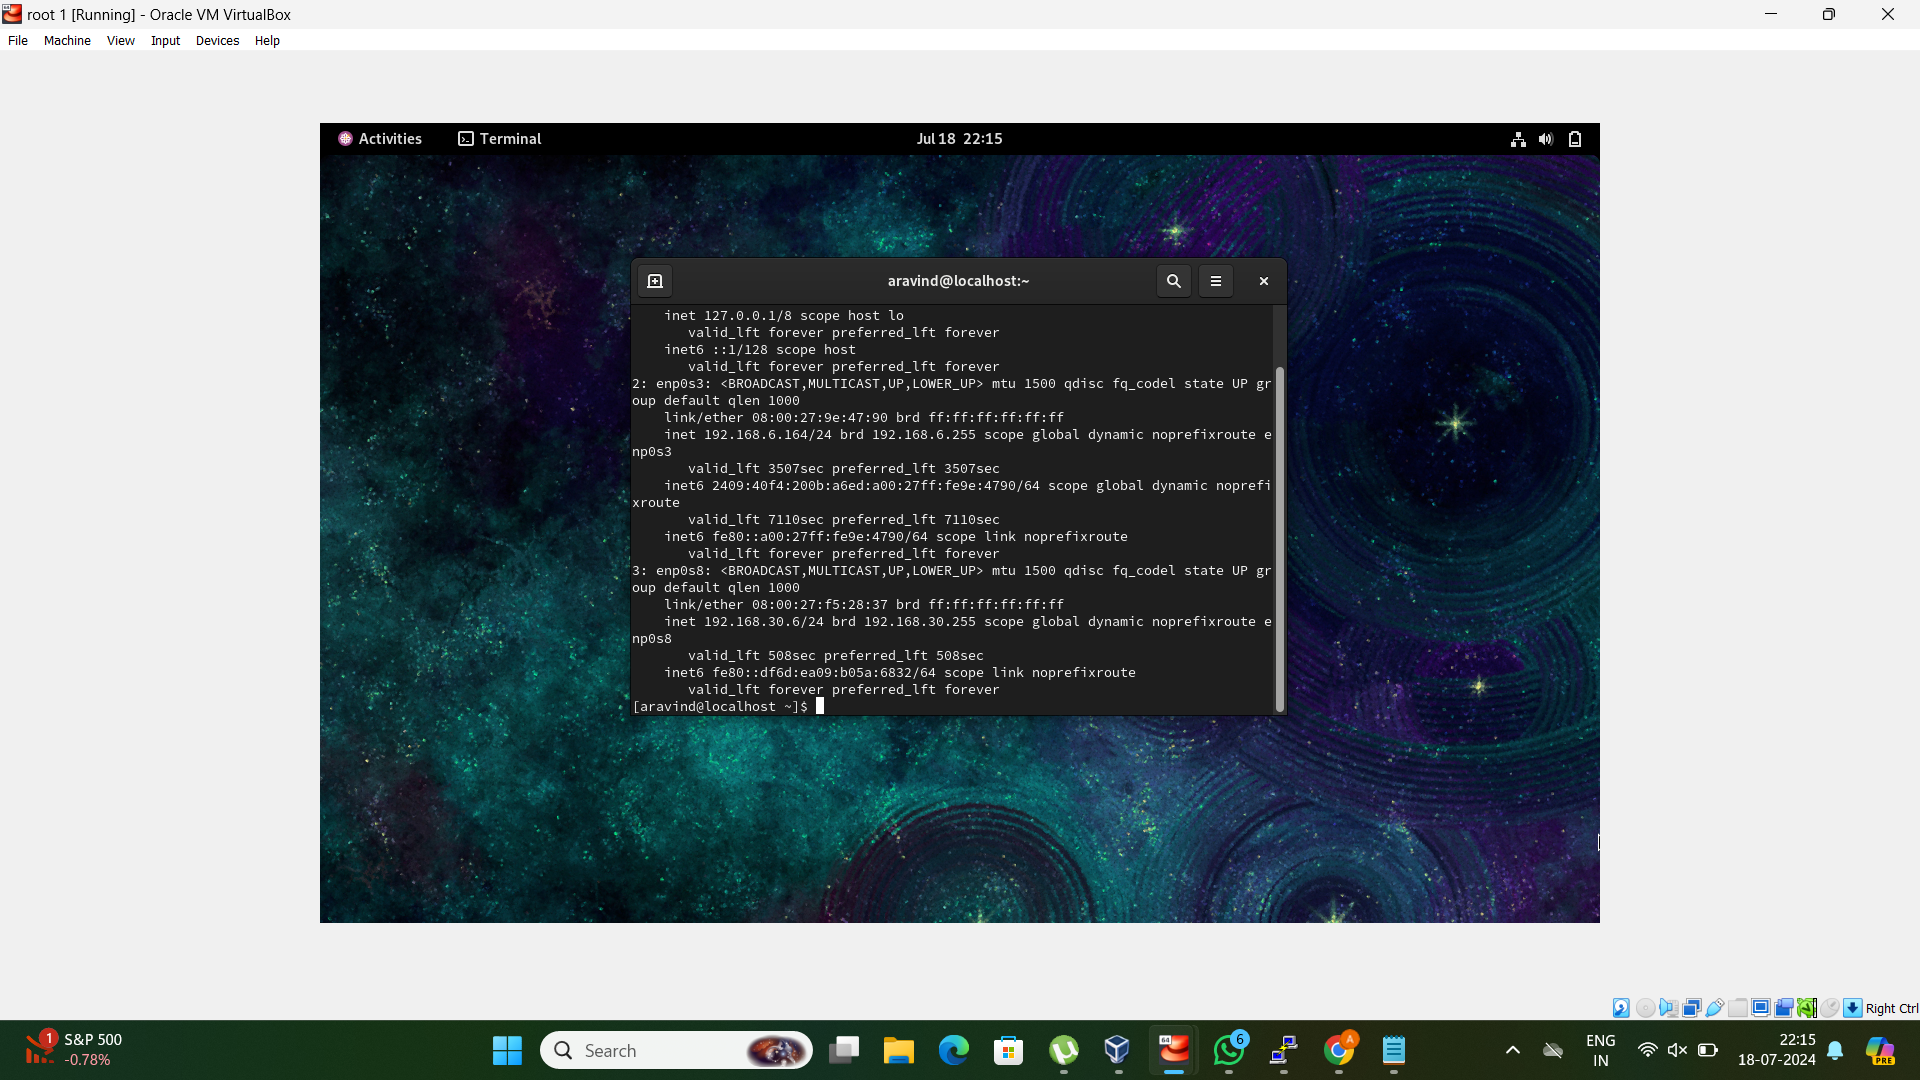 root 1 [Running] - Oracle VM VirtualBox
File Machine View Input Devices Help
Activities Terminal Jul 18 22:15
aravind@localhost:~
inet 127.0.0.1/8 scope host lo
valid_lft forever preferred_lft forever
inet6 ::1/128 scope host
valid_lft forever preferred_lft forever
2: enp0s3: <BROADCAST,MULTICAST,UP,LOWER_UP> mtu 1500 qdisc fq_codel state UP gr
oup default qlen 1000
link/ether 08:00:27:9e:47:90 brd ff:ff:ff:ff:ff:ff
inet 192.168.6.164/24 brd 192.168.6.255 scope global dynamic noprefixroute e
np0s3
valid_lft 3507sec preferred_lft 3507sec
inet6 2409:40f4:200b:a6ed:a00:27ff:fe9e:4790/64 scope global dynamic noprefi
xroute
valid_lft 7110sec preferred_lft 7110sec
inet6 fe80::a00:27ff:fe9e:4790/64 scope link noprefixroute
valid_lft forever preferred_lft forever
3: enp0s8: <BROADCAST,MULTICAST,UP,LOWER_UP> mtu 1500 qdisc fq_codel state UP gr
oup default qlen 1000
link/ether 08:00:27:f5:28:37 brd ff:ff:ff:ff:ff:ff
inet 192.168.30.6/24 brd 192.168.30.255 scope global dynamic noprefixroute e
np0s8
valid_lft 508sec preferred_lft 508sec
inet6 fe80::df6d:ea09:b05a:6832/64 scope link noprefixroute
valid_lft forever preferred_lft forever
[aravind@localhost ~]$
Right Ctrl
1 S&P 500
-0.78%
Search
64
6
A
ENG
IN
22:15
18-07-2024
PRE